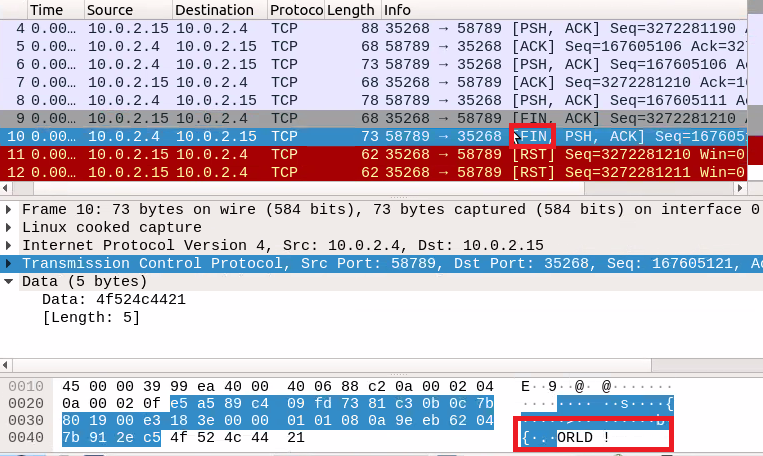 Time Source Destination Protoco Length Info
4 0.00… 10.0.2.15 10.0.2.4 TCP 88 35268 → 58789 [PSH, ACK] Seq=3272281190 A
5 0.00… 10.0.2.4 10.0.2.15 TCP 68 58789 → 35268 [ACK] Seq=167605106 Ack=327
6 0.00… 10.0.2.4 10.0.2.15 TCP 73 58789 → 35268 [PSH, ACK] Seq=167605106 Ac
7 0.00… 10.0.2.15 10.0.2.4 TCP 68 35268 → 58789 [ACK] Seq=3272281210 Ack=16
8 0.00… 10.0.2.4 10.0.2.15 TCP 78 58789 → 35268 [PSH, ACK] Seq=167605111 Ac
9 0.00… 10.0.2.15 10.0.2.4 TCP 68 35268 → 58789 [FIN, ACK] Seq=3272281210 A
10 0.00… 10.0.2.4 10.0.2.15 TCP 73 58789 → 35268 [FIN, PSH, ACK] Seq=1676051
11 0.00… 10.0.2.15 10.0.2.4 TCP 62 35268 → 58789 [RST] Seq=3272281210 Win=0
12 0.00… 10.0.2.15 10.0.2.4 TCP 62 35268 → 58789 [RST] Seq=3272281211 Win=0
Frame 10: 73 bytes on wire (584 bits), 73 bytes captured (584 bits) on interface 0
Linux cooked capture
Internet Protocol Version 4, Src: 10.0.2.4, Dst: 10.0.2.15
Transmission Control Protocol, Src Port: 58789, Dst Port: 35268, Seq: 167605121, Ac
Data (5 bytes)
Data: 4f524c4421
[Length: 5]
0010 45 00 00 39 99 ea 40 00 40 06 88 c2 0a 00 02 04 E··9··@· @·······
0020 0a 00 02 0f e5 a5 89 c4 09 fd 73 81 c3 0b 0c 7b ········ ··s····{
0030 80 19 00 e3 18 3e 00 00 01 01 08 0a 9e eb 62 04 ·····>·· ······b·
0040 7b 91 2e c5 4f 52 4c 44 21 {·.·ORLD !